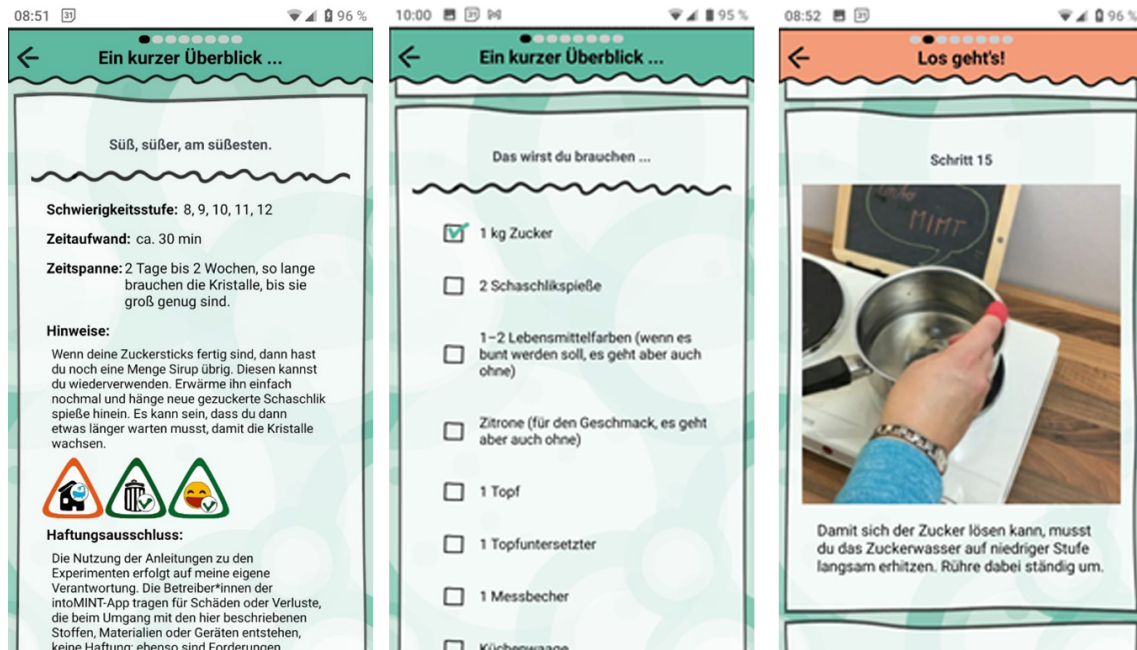 08:51 31 96 %
Ein kurzer Überblick ...
Süß, süßer, am süßesten.
Schwierigkeitsstufe: 8, 9, 10, 11, 12
Zeitaufwand: ca. 30 min
Zeitspanne: 2 Tage bis 2 Wochen, so lange
brauchen die Kristalle, bis sie
groß genug sind.
Hinweise:
Wenn deine Zuckersticks fertig sind, dann hast
du noch eine Menge Sirup übrig. Diesen kannst
du wiederverwenden. Erwärme ihn einfach
nochmal und hänge neue gezuckerte Schaschlik
spieße hinein. Es kann sein, dass du dann
etwas länger warten musst, damit die Kristalle
wachsen.
Haftungsausschluss:
Die Nutzung der Anleitungen zu den
Experimenten erfolgt auf meine eigene
Verantwortung. Die Betreiber*innen der
intoMINT-App tragen für Schäden oder Verluste,
die beim Umgang mit den hier beschriebenen
Stoffen, Materialien oder Geräten entstehen,
keine Haftung; ebenso sind Forderungen
10:00 31 95 %
Ein kurzer Überblick ...
Das wirst du brauchen ...
1 kg Zucker
2 Schaschlikspieße
1–2 Lebensmittelfarben (wenn es
bunt werden soll, es geht aber auch
ohne)
Zitrone (für den Geschmack, es geht
aber auch ohne)
1 Topf
1 Topfuntersetzter
1 Messbecher
Küchenwaage
08:52 31 96 %
Los geht's!
Schritt 15
MIMT
Damit sich der Zucker lösen kann, musst
du das Zuckerwasser auf niedriger Stufe
langsam erhitzen. Rühre dabei ständig um.